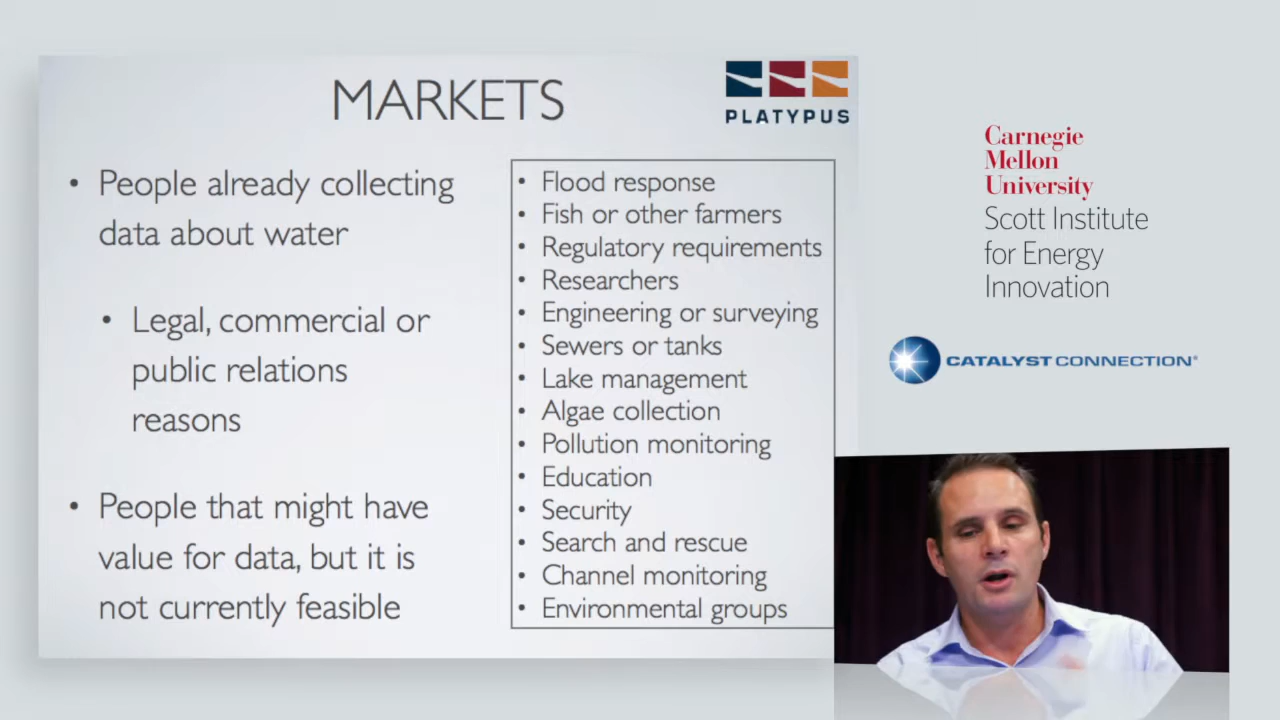 MARKETS
PLATYPUS
• People already collecting
data about water
• Legal, commercial or
public relations
reasons
• People that might have
value for data, but it is
not currently feasible
• Flood response
• Fish or other farmers
• Regulatory requirements
• Researchers
• Engineering or surveying
• Sewers or tanks
• Lake management
• Algae collection
• Pollution monitoring
• Education
• Security
• Search and rescue
• Channel monitoring
• Environmental groups
Carnegie
Mellon
University
Scott Institute
for Energy
Innovation
CATALYST CONNECTION®